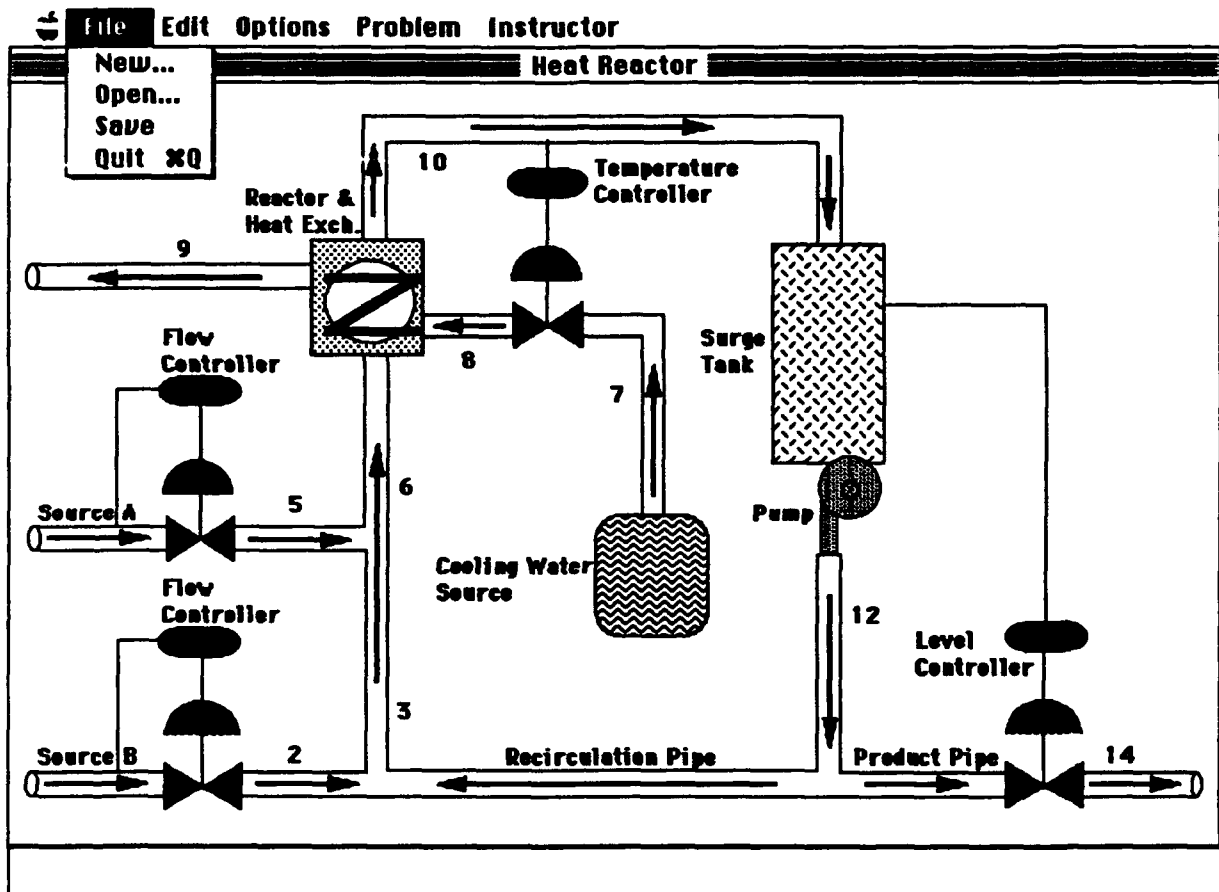 File Edit Options Problem Instructor
Heat Reactor
New...
Open...
Save
Quit ⌘Q
10
Temperature
Controller
Reactor &
Heat Exch.
9
Flow
Controller
8
7
Surge
Tank
Source A
5
6
Pump
Cooling Water
Source
Flow
Controller
12
Level
Controller
3
Source B
2
Recirculation Pipe
Product Pipe
14